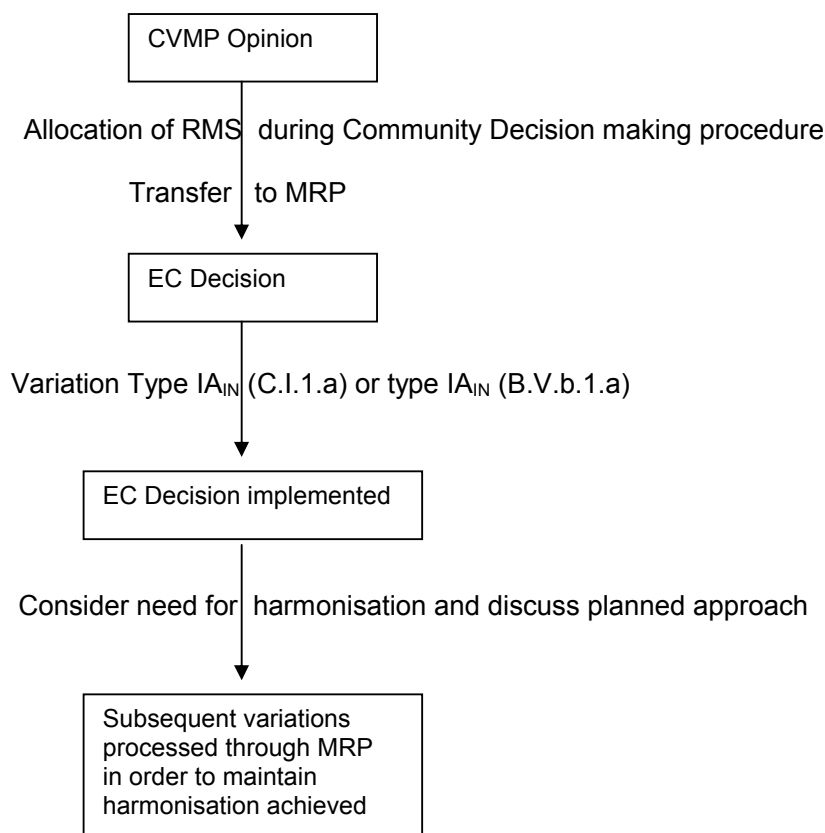 CVMP Opinion
Allocation of RMS during Community Decision making procedure
Transfer to MRP
EC Decision
Variation Type IA_IN (C.I.1.a) or type IA_IN (B.V.b.1.a)
EC Decision implemented
Consider need for harmonisation and discuss planned approach
Subsequent variations
processed through MRP
in order to maintain
harmonisation achieved